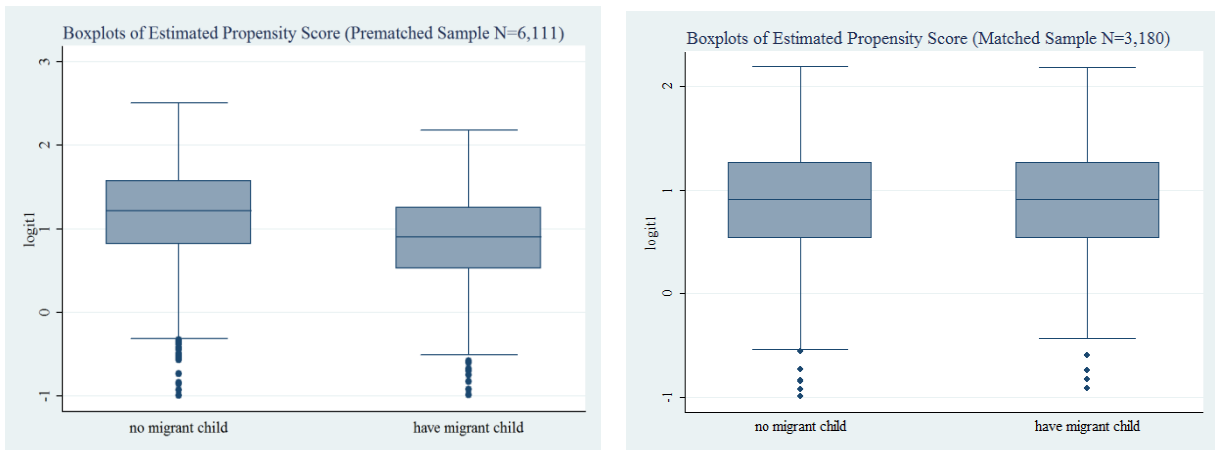 Boxplots of Estimated Propensity Score (Prematched Sample N=6,111)
3
2
1
0
-1
logit1
no migrant child
have migrant child
Boxplots of Estimated Propensity Score (Matched Sample N=3,180)
2
1
0
-1
logit1
no migrant child
have migrant child